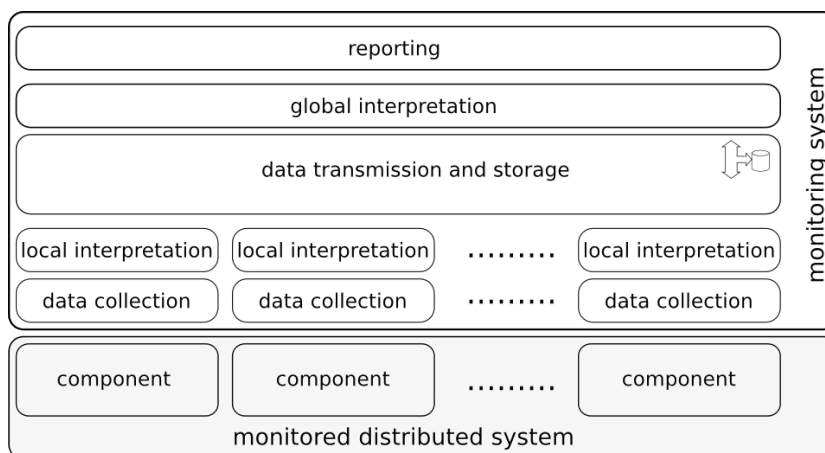 reporting
global interpretation
data transmission and storage
local interpretation local interpretation ......... local interpretation
data collection data collection ......... data collection
monitoring system
component component ......... component
monitored distributed system